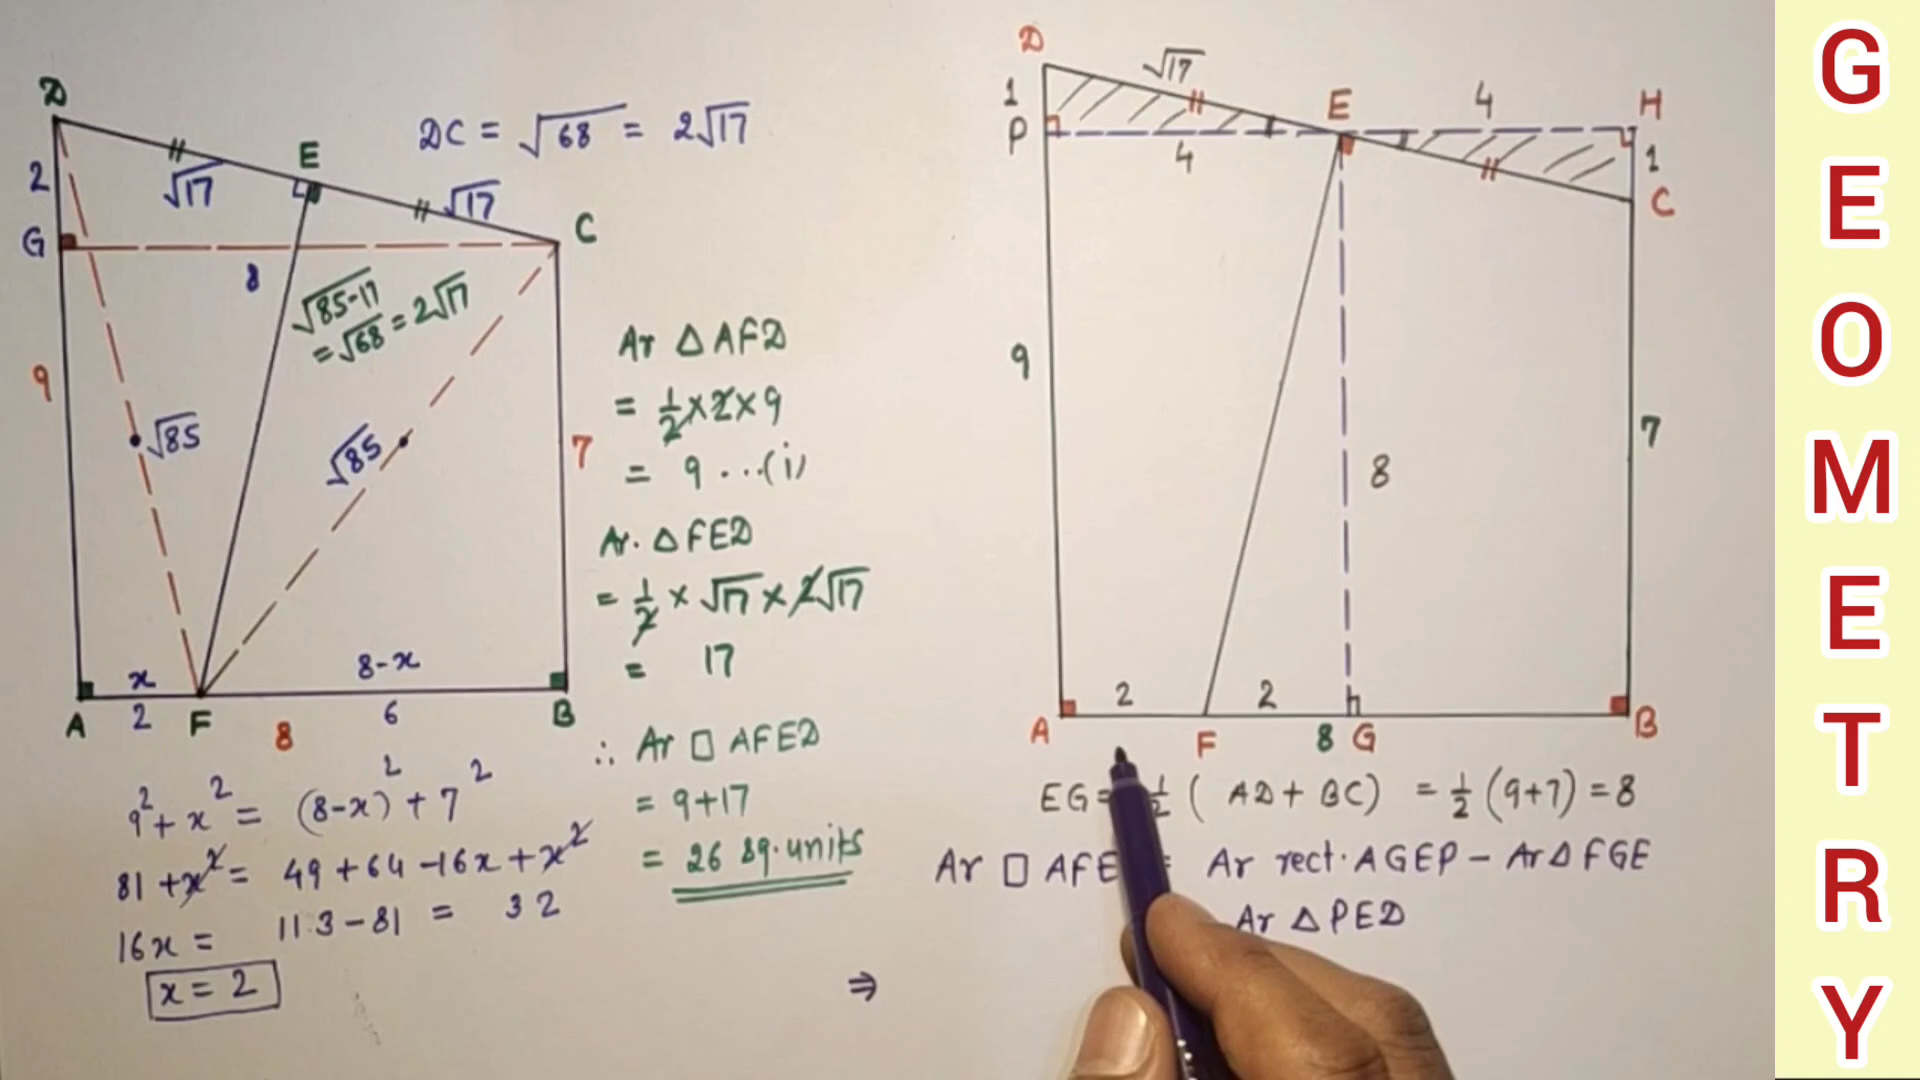 D
E
C
G
A
F
B
2
√17
√17
8
9
√85
√85
7
x
8-x
2
8
6
DC = √68 = 2√17
√85-17
= √68 = 2√17
9² + x² = (8-x)² + 7²
81 + x² = 49 + 64 - 16x + x²
16x = 113 - 81 = 32
x = 2
Ar △ AFD
= 1/2 × 2 × 9
= 9 ...(i)
Ar. △ FED
= 1/2 × √17 × 2√17
= 17
∴ Ar □ AFED
= 9+17
= 26 sq. units
D
√17
1
P
E
4
H
4
1
C
9
8
7
2
2
A
F
8
G
B
EG = 1/2 ( AD + BC) = 1/2 (9+7) = 8
Ar □ AFE = Ar rect. AGEP - Ar △ FGE
Ar △ PED
⇒
GEOMETRY